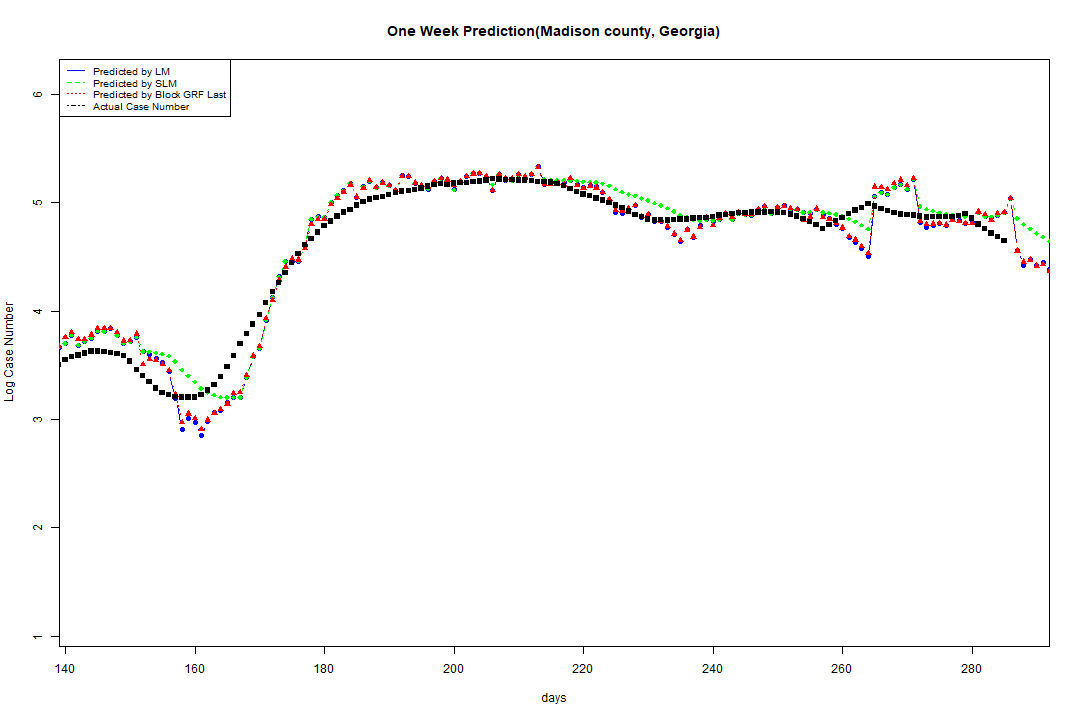 One Week Prediction(Madison county, Georgia)
Predicted by LM
Predicted by SLM
Predicted by Block GRF Last
Actual Case Number
6
5
4
3
2
1
Log Case Number
140 160 180 200 220 240 260 280
days